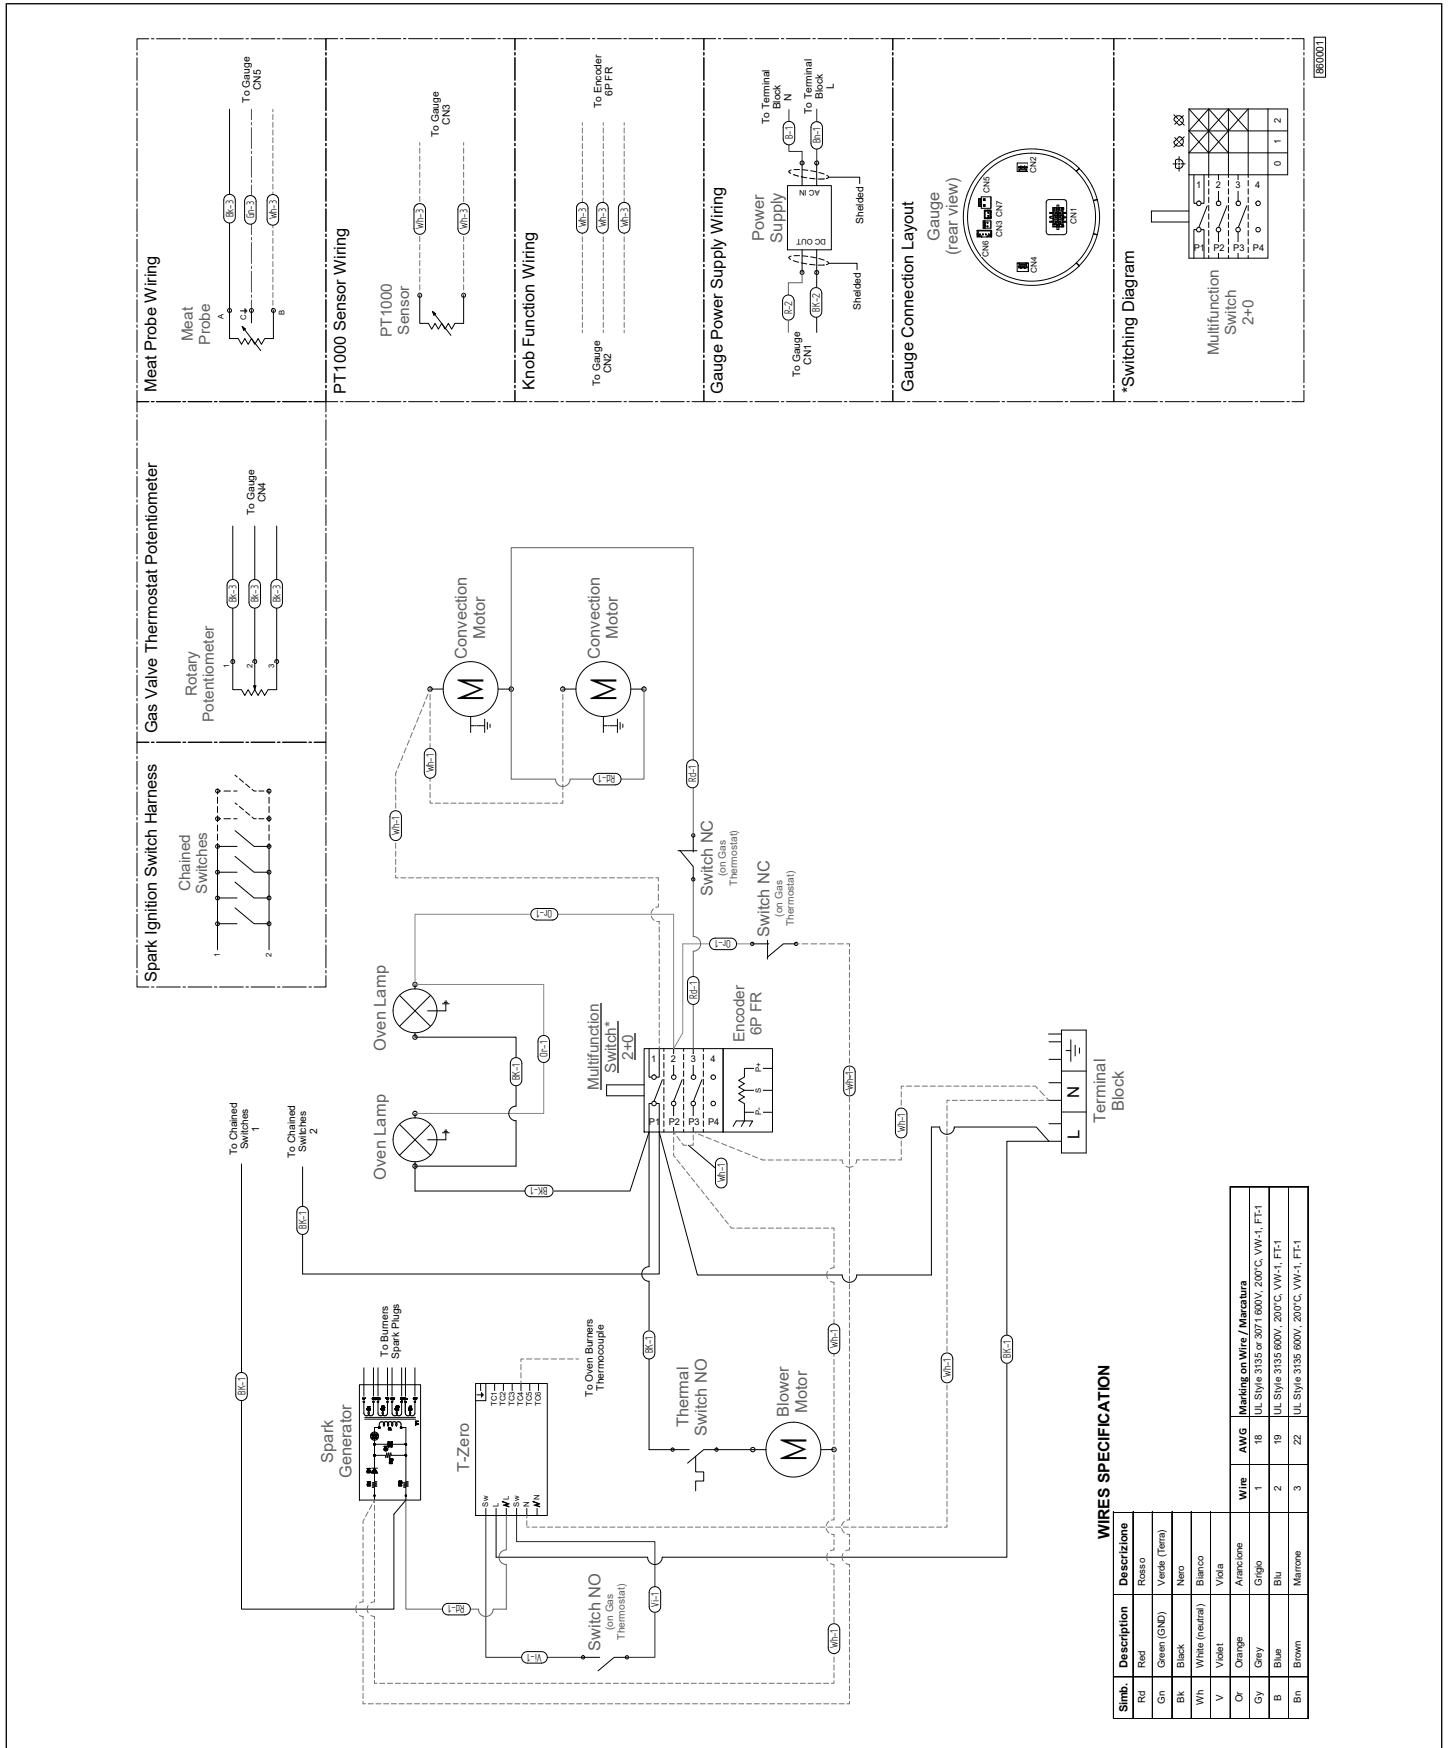 Spark Ignition Switch Harness
Chained
Switches
1
2
Gas Valve Thermostat Potentiometer
Rotary
Potentiometer
1
2
3
Bk-3
Bk-3
Bk-3
To Gauge
CN4
Meat Probe Wiring
Meat
Probe
A
C
B
Bk-3
Gn-3
Wh-3
To Gauge
CN5
PT1000 Sensor Wiring
PT1000
Sensor
Wh-3
Wh-3
To Gauge
CN3
Knob Function Wiring
To Gauge
CN2
Wh-3
Wh-3
Wh-3
To Encoder
6P FR
Gauge Power Supply Wiring
To Gauge
CN1
R-2
BK-2
Shelded
Power
Supply
DC OUT
AC IN
Shelded
B-1
Bn-1
To Terminal
Block
N
To Terminal
Block
L
Gauge Connection Layout
Gauge
(rear view)
CN4
CN6
CN3
CN7
CN5
CN1
CN2
*Switching Diagram
Multifunction
Switch
2+0
P1
P2
P3
P4
1
2
3
4
0
1
2
860001
To Chained
Switches
1
To Chained
Switches
2
BK-1
BK-1
Spark
Generator
To Burners
Spark Plugs
T-Zero
Sw
L
L
Sw
N
N
TC1
TC2
TC3
TC4
TC5
TC6
To Oven Burners
Thermocouple
Rd-1
Vi-1
Vi-1
Switch NO
(on Gas
Thermostat)
Thermal
Switch NO
Blower
Motor
M
BK-1
Wh-1
Wh-1
Wh-1
BK-1
Oven Lamp
Oven Lamp
BK-1
BK-1
Or-1
Or-1
Multifunction
Switch*
2+0
P1
P2
P3
P4
1
2
3
4
Encoder
6P FR
P-
S
P+
Wh-1
Wh-1
Wh-1
Rd-1
Or-1
Switch NC
(on Gas
Thermostat)
Switch NC
(on Gas
Thermostat)
Rd-1
Wh-1
Wh-1
Rd-1
Convection
Motor
M
Convection
Motor
M
L
N
Terminal
Block
WIRES SPECIFICATION
Simb. Description Descrizione
Rd Red Rosso
Gn Green (GND) Verde (Terra)
Bk Black Nero
Wh White (neutral) Bianco
V Violet Viola
Or Orange Arancione Wire AWG Marking on Wire / Marcatura
Gy Grey Grigio 1 18 UL Style 3135 or 3071 600V, 200°C, VW-1, FT-1
B Blue Blu 2 19 UL Style 3135 600V, 200°C, VW-1, FT-1
Bn Brown Marrone 3 22 UL Style 3135 600V, 200°C, VW-1, FT-1